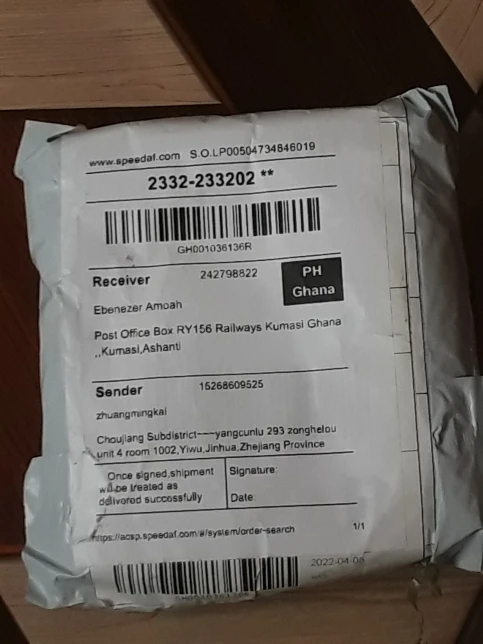 www.speedaf.com S.O.LP00504734846019
2332-233202 **
GH001036136R
Receiver 242798822 PH
Ghana
Ebenezer Amoah
Post Office Box RY156 Railways Kumasi Ghana
,,Kumasi,Ashanti
Sender 15268609525
zhuangmingkai
Choujiang Subdistrict——yangcunlu 293 zonghelou
unit 4 room 1002,Yiwu,Jinhua,Zhejiang Province
Once signed,shipment
will be treated as
delivered successfully
Signature:
Date:
https://acsp.speedaf.com/#/system/order-search 1/1
2022-04-08
GH001036136R